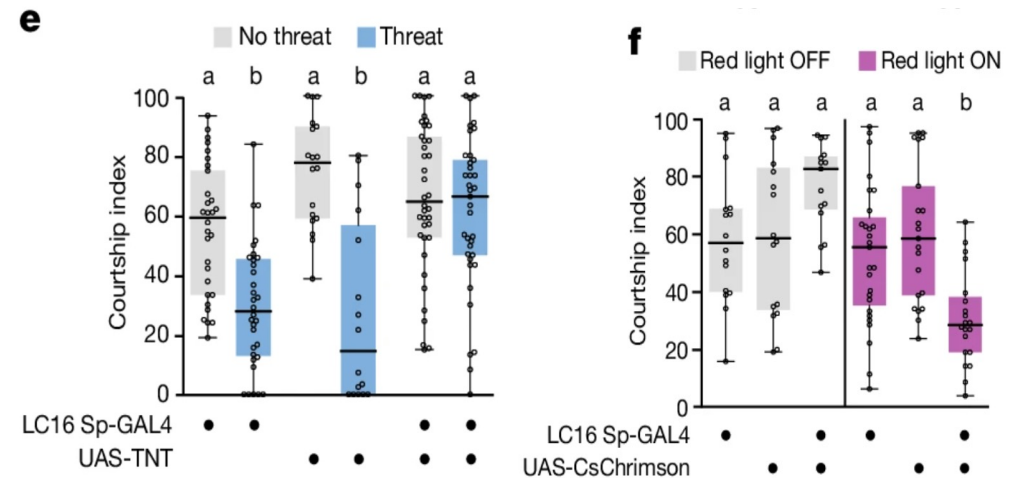 e
No threat Threat
a b a b a a
Courtship index
100
80
60
40
20
0
LC16 Sp-GAL4
UAS-TNT
f
Red light OFF Red light ON
a a a a a b
Courtship index
100
80
60
40
20
0
LC16 Sp-GAL4
UAS-CsChrimson